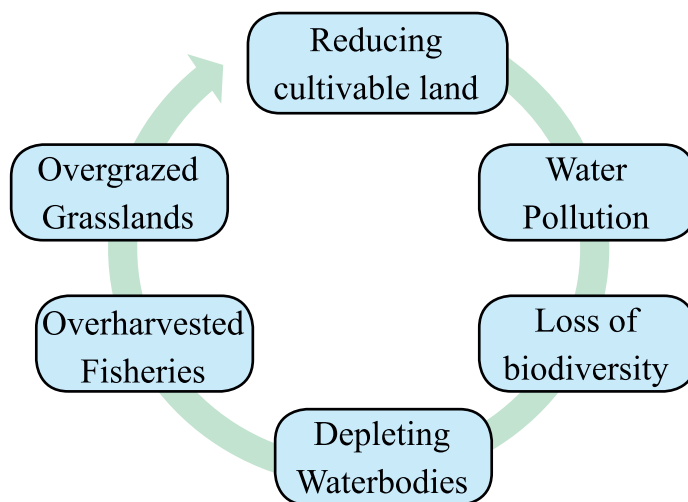 Reducing
cultivable land
Water
Pollution
Loss of
biodiversity
Depleting
Waterbodies
Overharvested
Fisheries
Overgrazed
Grasslands